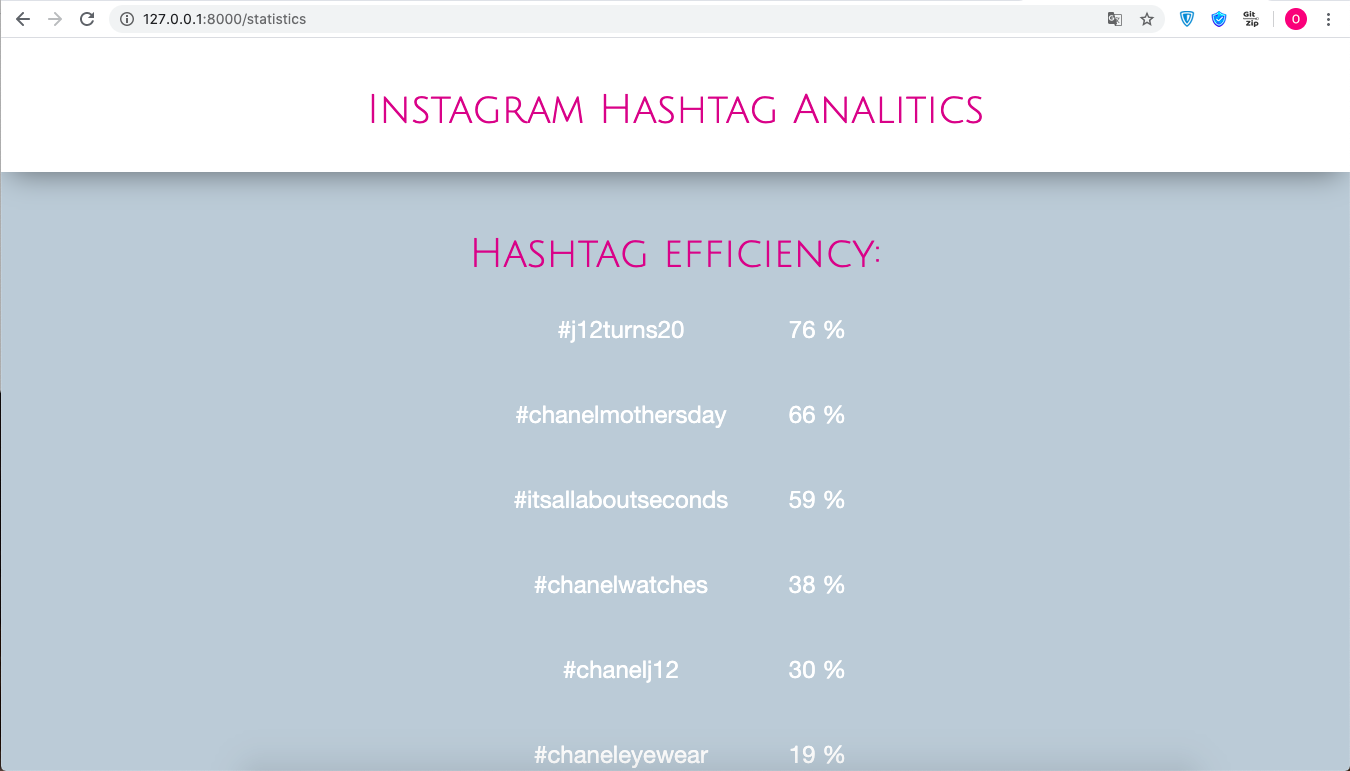 127.0.0.1:8000/statistics
Git
Zip
O
Instagram Hashtag Analitics
Hashtag efficiency:
#j12turns20 76 %
#chanelmothersday 66 %
#itsallaboutseconds 59 %
#chanelwatches 38 %
#chanelj12 30 %
#chaneleyewear 19 %